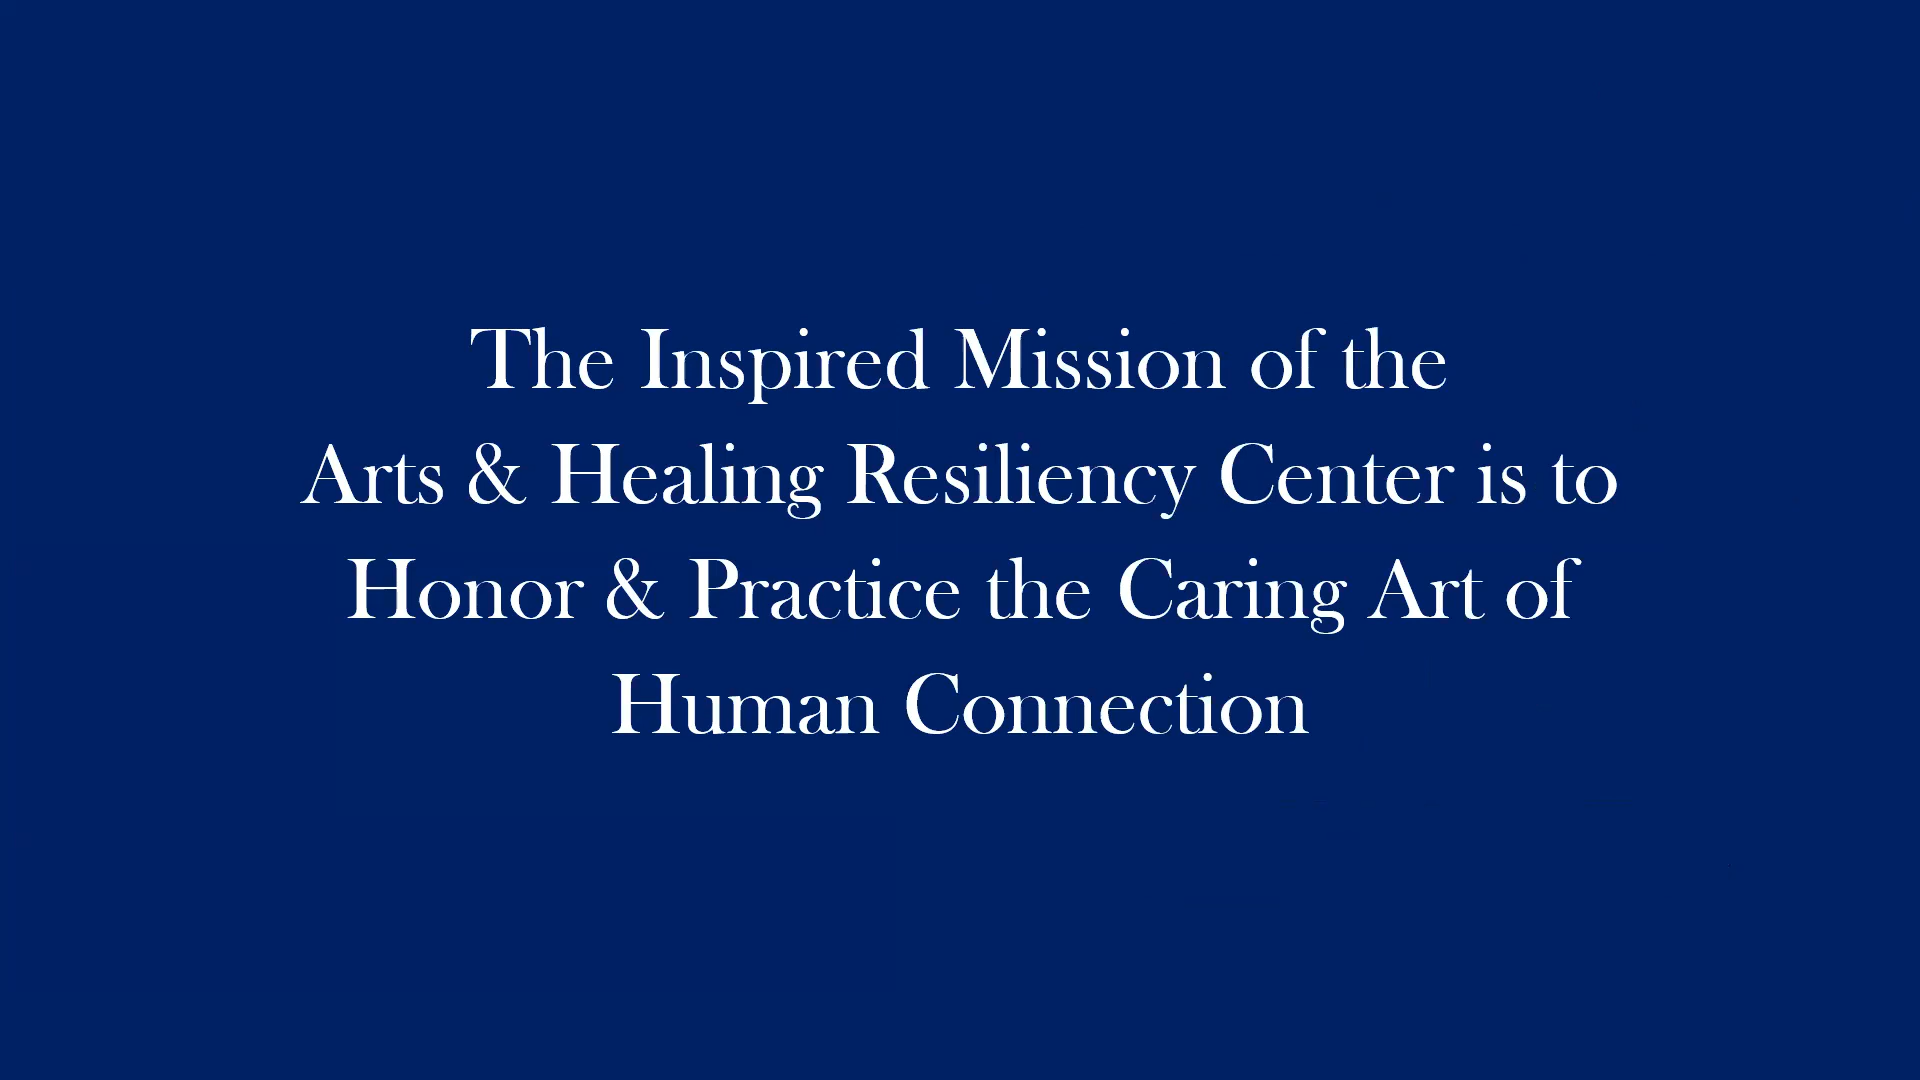 The Inspired Mission of the
Arts & Healing Resiliency Center is to
Honor & Practice the Caring Art of
Human Connection